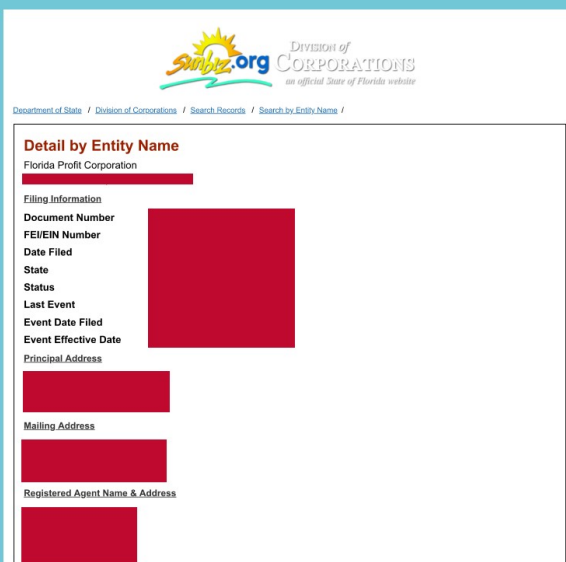 Sunbiz.org
DIVISION of
CORPORATIONS
an official State of Florida website
Department of State / Division of Corporations / Search Records / Search by Entity Name /
Detail by Entity Name
Florida Profit Corporation
Filing Information
Document Number
FEI/EIN Number
Date Filed
State
Status
Last Event
Event Date Filed
Event Effective Date
Principal Address
Mailing Address
Registered Agent Name & Address